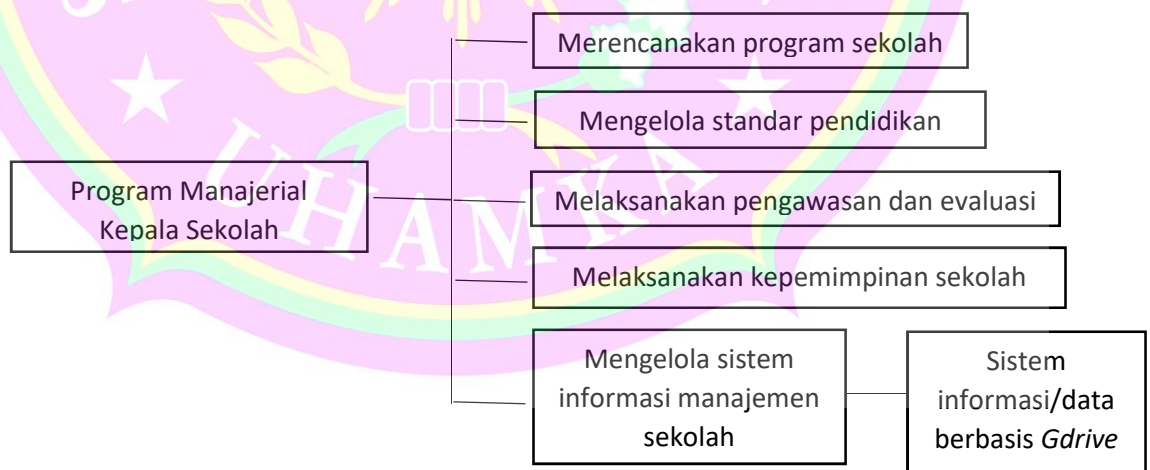 Merencanakan program sekolah
Mengelola standar pendidikan
Program Manajerial
Kepala Sekolah
Melaksanakan pengawasan dan evaluasi
Melaksanakan kepemimpinan sekolah
Mengelola sistem
informasi manajemen
sekolah
Sistem
informasi/data
berbasis Gdrive
UHAMKA